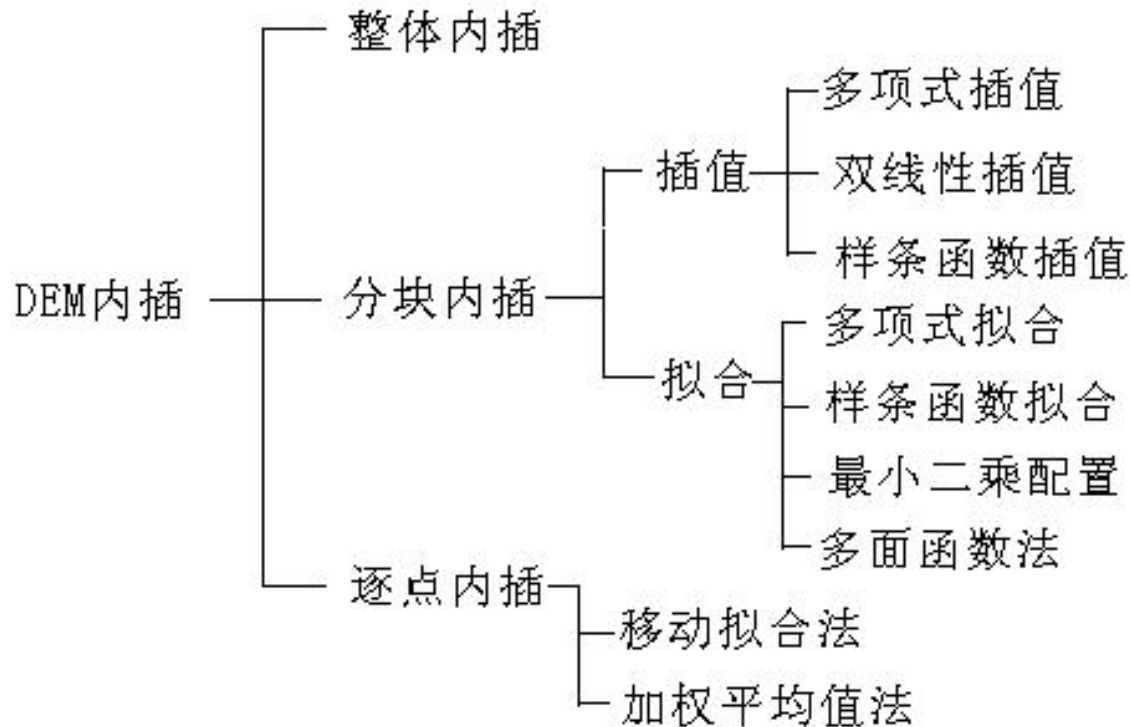 整体内插
多项式插值
插值
双线性插值
样条函数插值
DEM内插
分块内插
多项式拟合
拟合
样条函数拟合
最小二乘配置
多面函数法
逐点内插
移动拟合法
加权平均值法